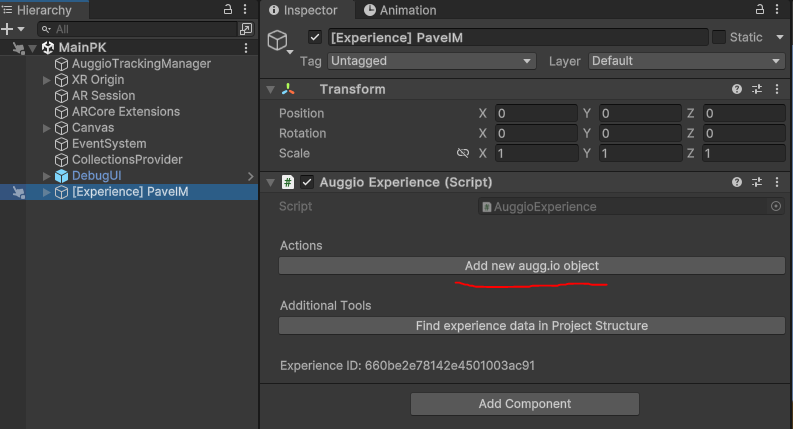 Hierarchy
All
MainPK
AuggioTrackingManager
XR Origin
AR Session
ARCore Extensions
Canvas
EventSystem
CollectionsProvider
DebugUI
[Experience] PavelM
Inspector
Animation
[Experience] PavelM
Static
Tag Untagged Layer Default
Transform
Position X 0 Y 0 Z 0
Rotation X 0 Y 0 Z 0
Scale X 1 Y 1 Z 1
# Auggio Experience (Script)
Script # AuggioExperience
Actions
Add new augg.io object
Additional Tools
Find experience data in Project Structure
Experience ID: 660be2e78142e4501003ac91
Add Component